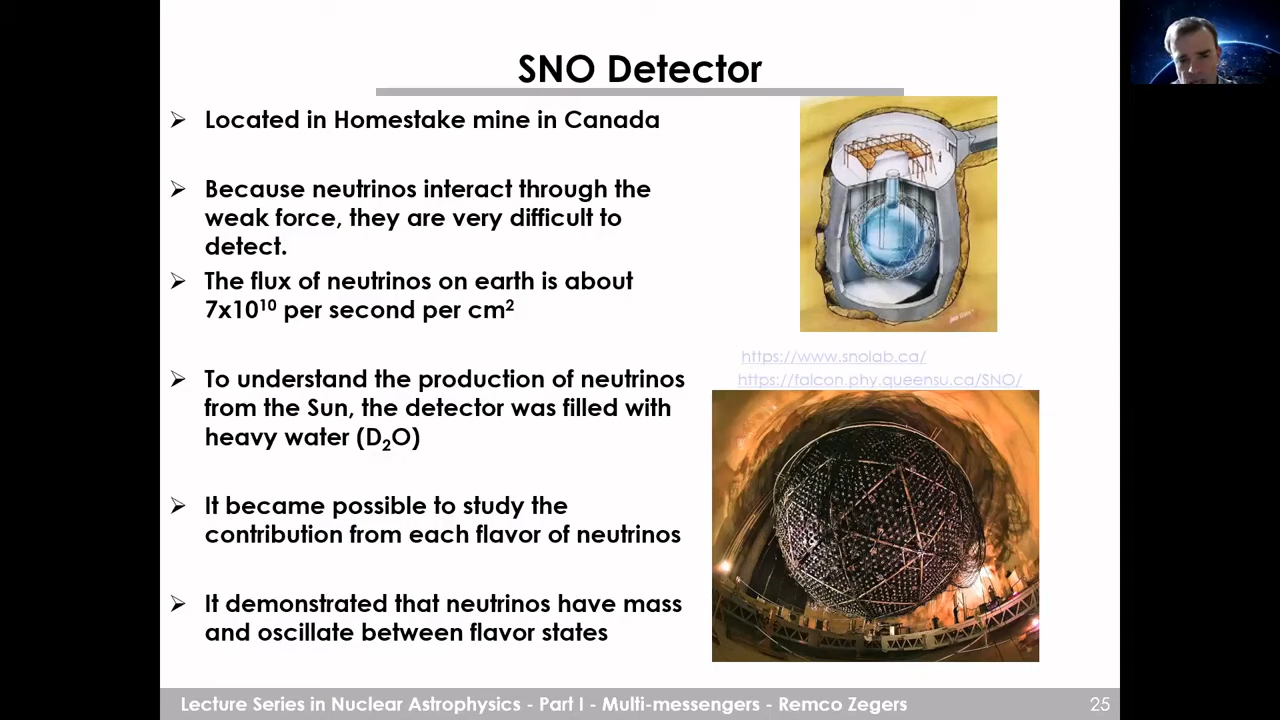 SNO Detector
➢ Located in Homestake mine in Canada
➢ Because neutrinos interact through the
weak force, they are very difficult to
detect.
➢ The flux of neutrinos on earth is about
7x10¹⁰ per second per cm²
➢ To understand the production of neutrinos
from the Sun, the detector was filled with
heavy water (D₂O)
➢ It became possible to study the
contribution from each flavor of neutrinos
➢ It demonstrated that neutrinos have mass
and oscillate between flavor states
https://www.snolab.ca/
https://falcon.phy.queensu.ca/SNO/
Lecture Series in Nuclear Astrophysics - Part I - Multi-messengers - Remco Zegers
25